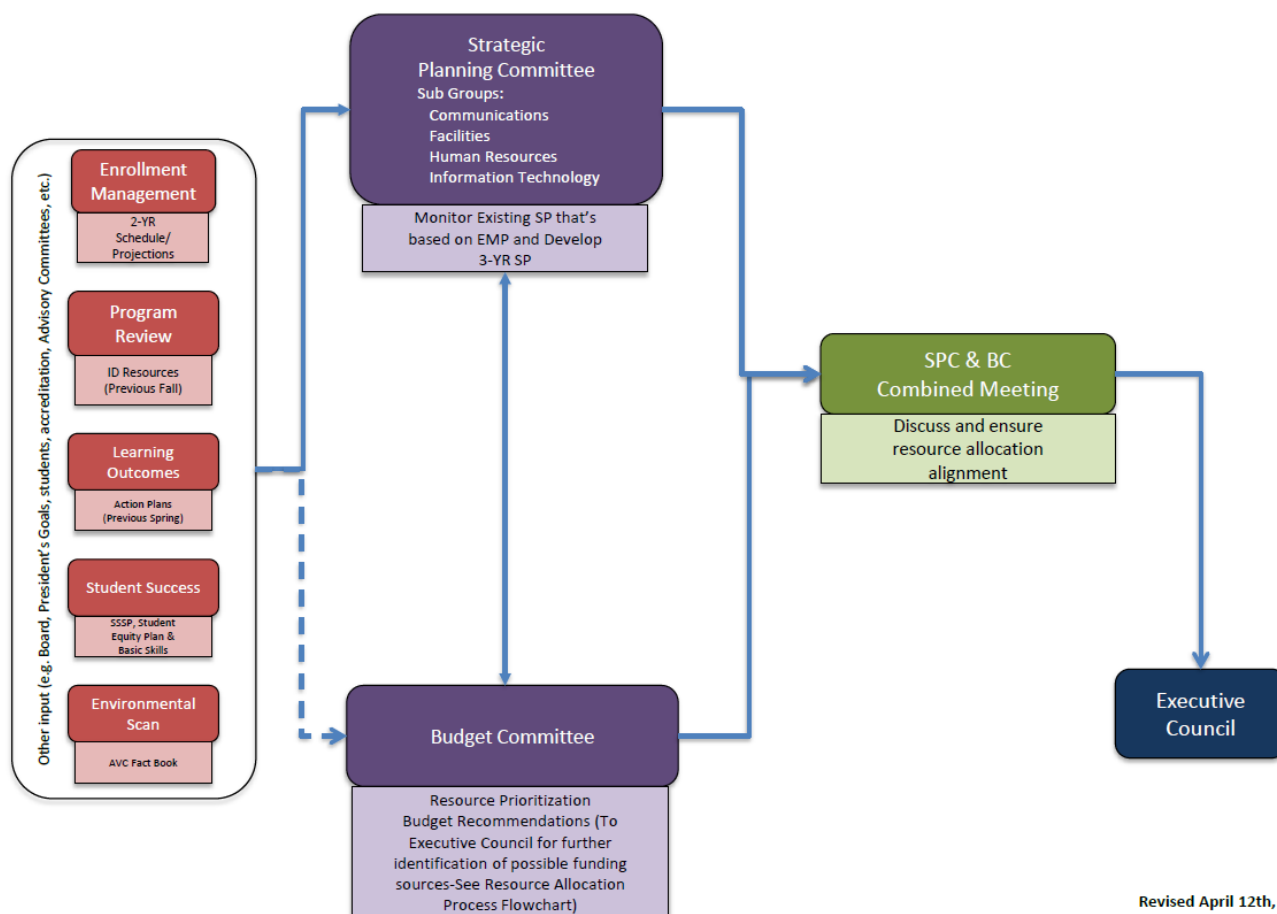 Other input (e.g. Board, President's Goals, students, accreditation, Advisory Committees, etc.)
Enrollment
Management
2-YR
Schedule/
Projections
Program
Review
ID Resources
(Previous Fall)
Learning
Outcomes
Action Plans
(Previous Spring)
Student Success
SSSP, Student
Equity Plan &
Basic Skills
Environmental
Scan
AVC Fact Book
Strategic
Planning Committee
Sub Groups:
Communications
Facilities
Human Resources
Information Technology
Monitor Existing SP that's
based on EMP and Develop
3-YR SP
Budget Committee
Resource Prioritization
Budget Recommendations (To
Executive Council for further
identification of possible funding
sources-See Resource Allocation
Process Flowchart)
SPC & BC
Combined Meeting
Discuss and ensure
resource allocation
alignment
Executive
Council
Revised April 12th,